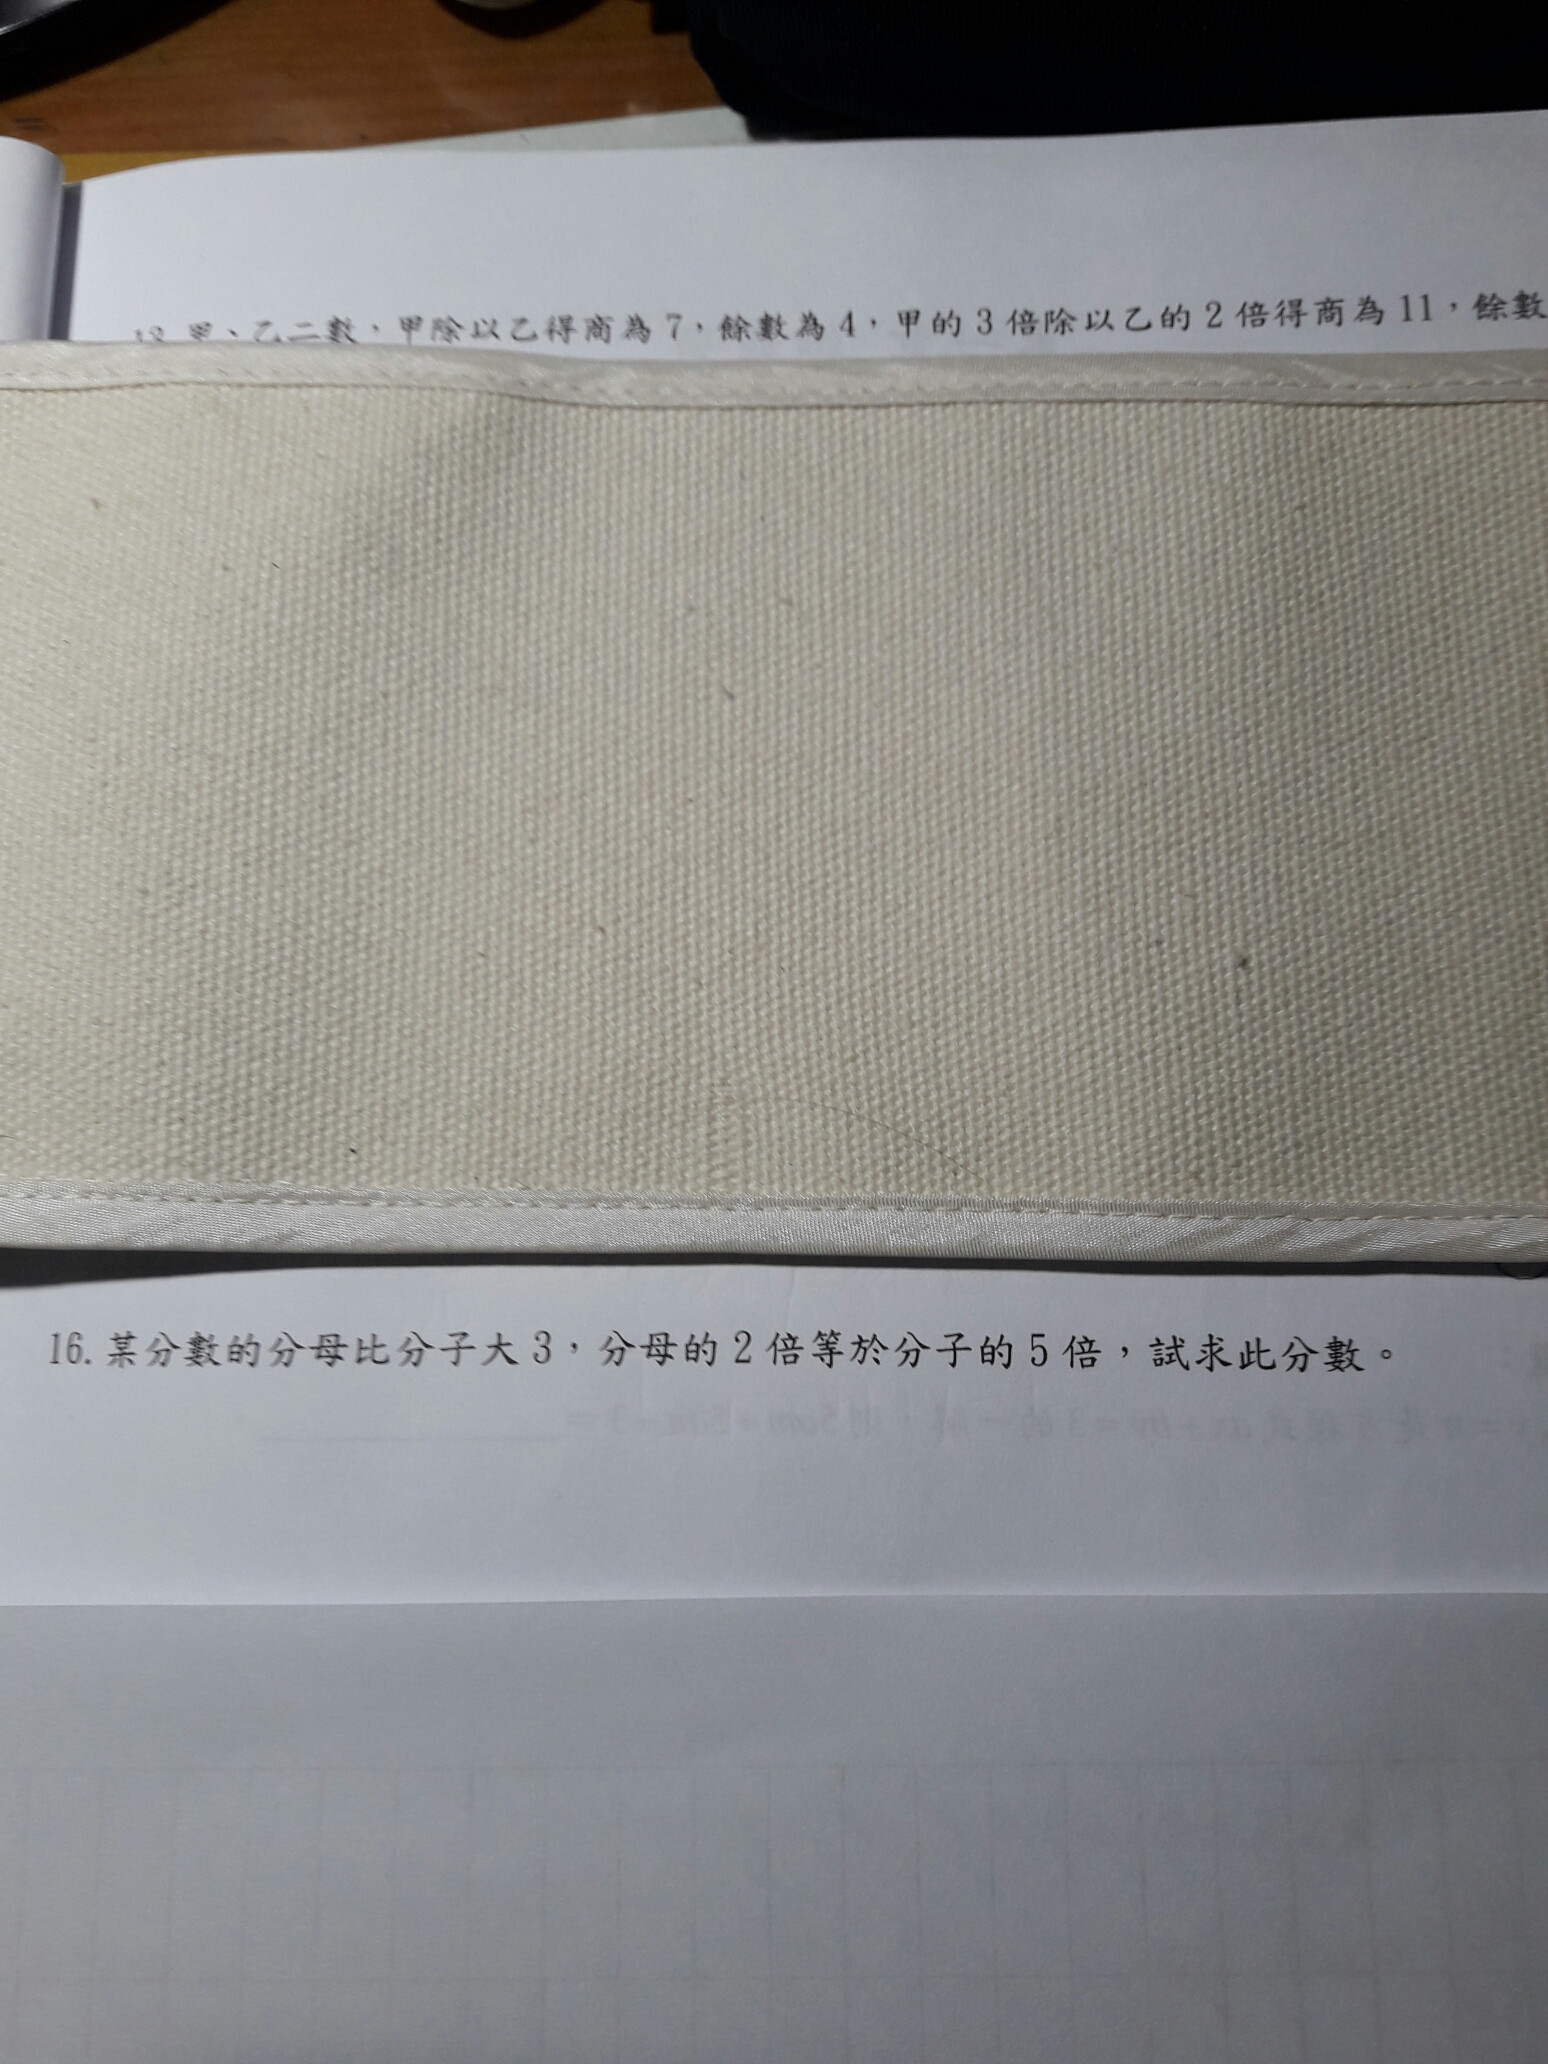 13.甲、乙二數，甲除以乙得商為7，餘數為4，甲的3倍除以乙的2倍得商為11，餘數
16.某分數的分母比分子大3，分母的2倍等於分子的5倍，試求此分數。